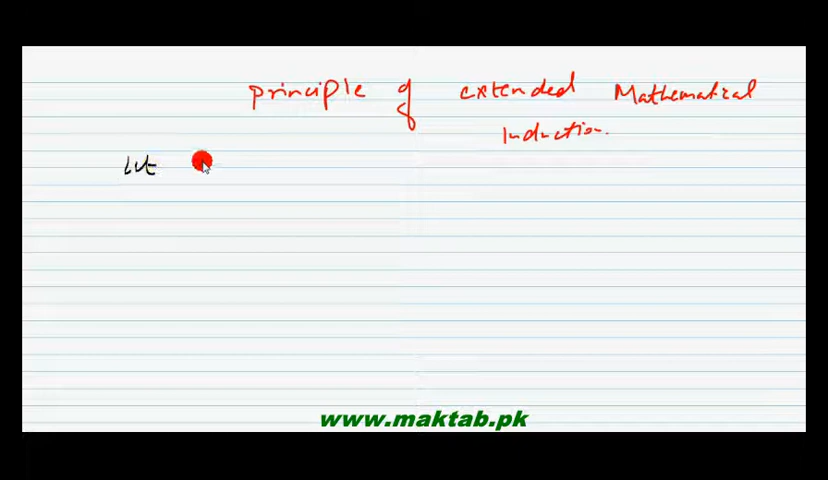 principle of extended Mathematical
Induction.
let
www.maktab.pk